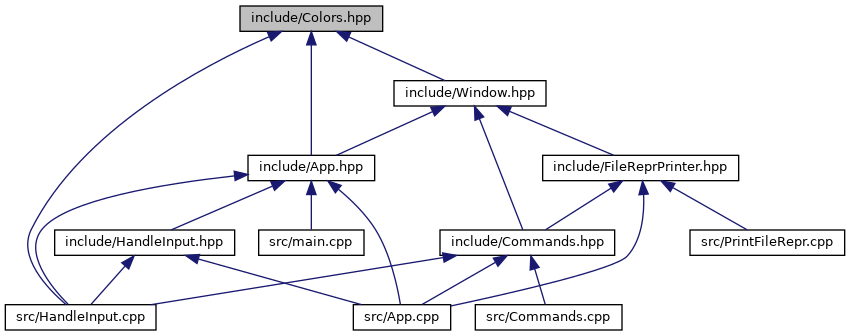 include/Colors.hpp
include/Window.hpp
include/App.hpp
include/FileReprPrinter.hpp
include/HandleInput.hpp
src/main.cpp
include/Commands.hpp
src/PrintFileRepr.cpp
src/HandleInput.cpp
src/App.cpp
src/Commands.cpp